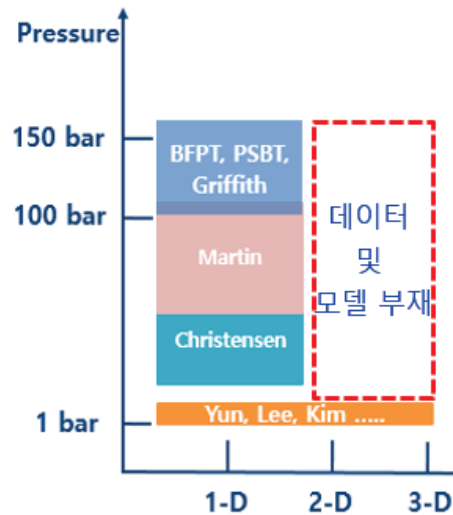 Pressure
150 bar
BFPT, PSBT,
Griffith
100 bar
데이터
및
모델 부재
Martin
Christensen
1 bar
Yun, Lee, Kim .....
1-D
2-D
3-D